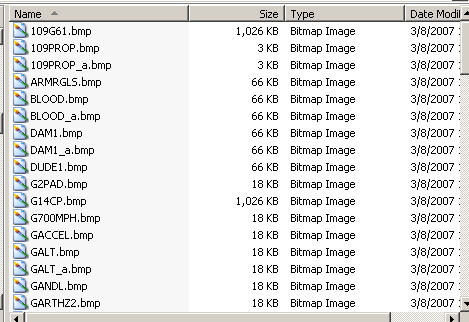 Name Size Type Date Modif
109G61.bmp 1,026 KB Bitmap Image 3/8/2007 1
109PROP.bmp 3 KB Bitmap Image 3/8/2007 1
109PROP_a.bmp 3 KB Bitmap Image 3/8/2007 1
ARMRGLS.bmp 66 KB Bitmap Image 3/8/2007 1
BLOOD.bmp 66 KB Bitmap Image 3/8/2007 1
BLOOD_a.bmp 66 KB Bitmap Image 3/8/2007 1
DAM1.bmp 66 KB Bitmap Image 3/8/2007 1
DAM1_a.bmp 66 KB Bitmap Image 3/8/2007 1
DUDE1.bmp 66 KB Bitmap Image 3/8/2007 1
G2PAD.bmp 18 KB Bitmap Image 3/8/2007 1
G14CP.bmp 1,026 KB Bitmap Image 3/8/2007 1
G700MPH.bmp 18 KB Bitmap Image 3/8/2007 1
GACCEL.bmp 18 KB Bitmap Image 3/8/2007 1
GALT.bmp 18 KB Bitmap Image 3/8/2007 1
GALT_a.bmp 18 KB Bitmap Image 3/8/2007 1
GANDL.bmp 18 KB Bitmap Image 3/8/2007 1
GARTHZ2.bmp 18 KB Bitmap Image 3/8/2007 1